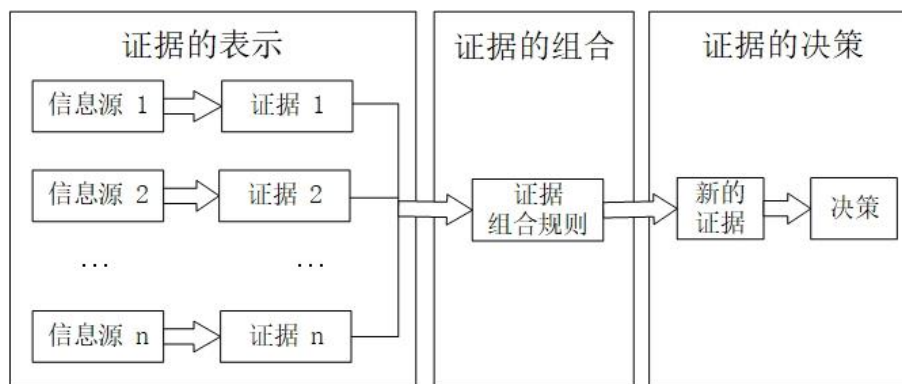 证据的表示
证据的组合
证据的决策
信息源 1
证据 1
信息源 2
证据 2
证据
组合规则
新的
证据
决策
...
...
信息源 n
证据 n